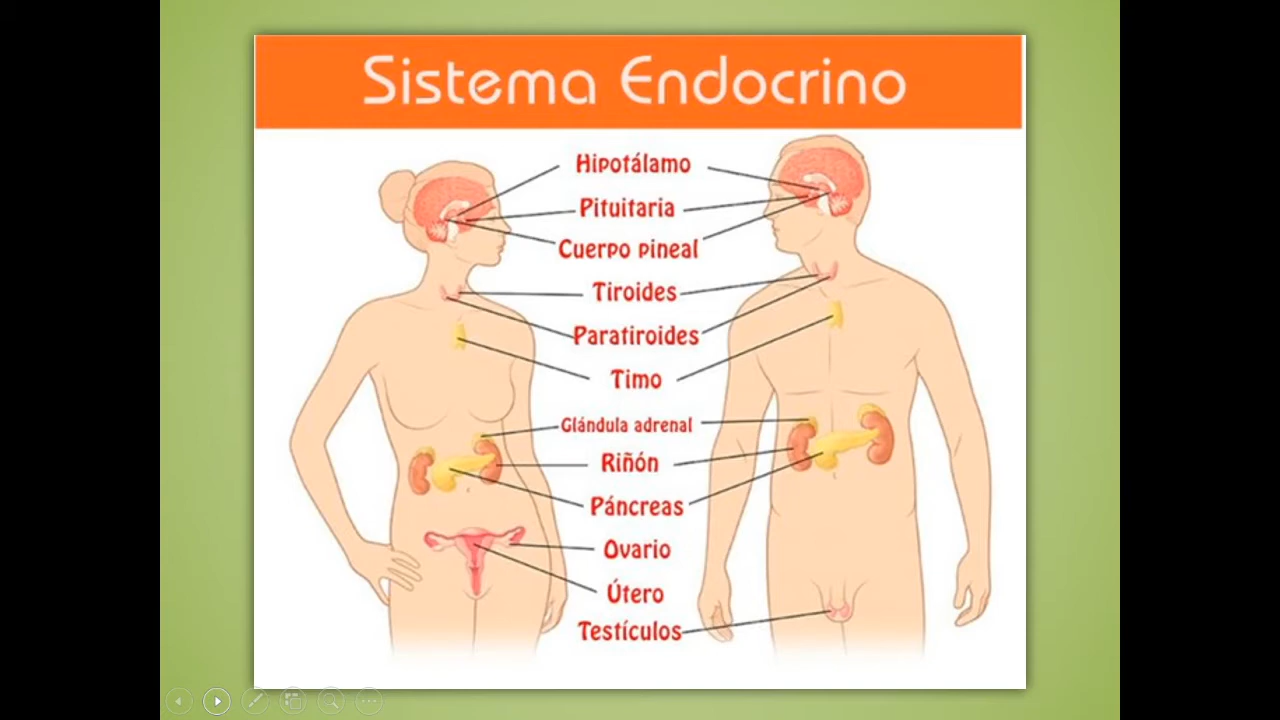 Sistema Endocrino
Hipotálamo
Pituitaria
Cuerpo pineal
Tiroides
Paratiroides
Timo
Glándula adrenal
Riñón
Páncreas
Ovario
Útero
Testículos